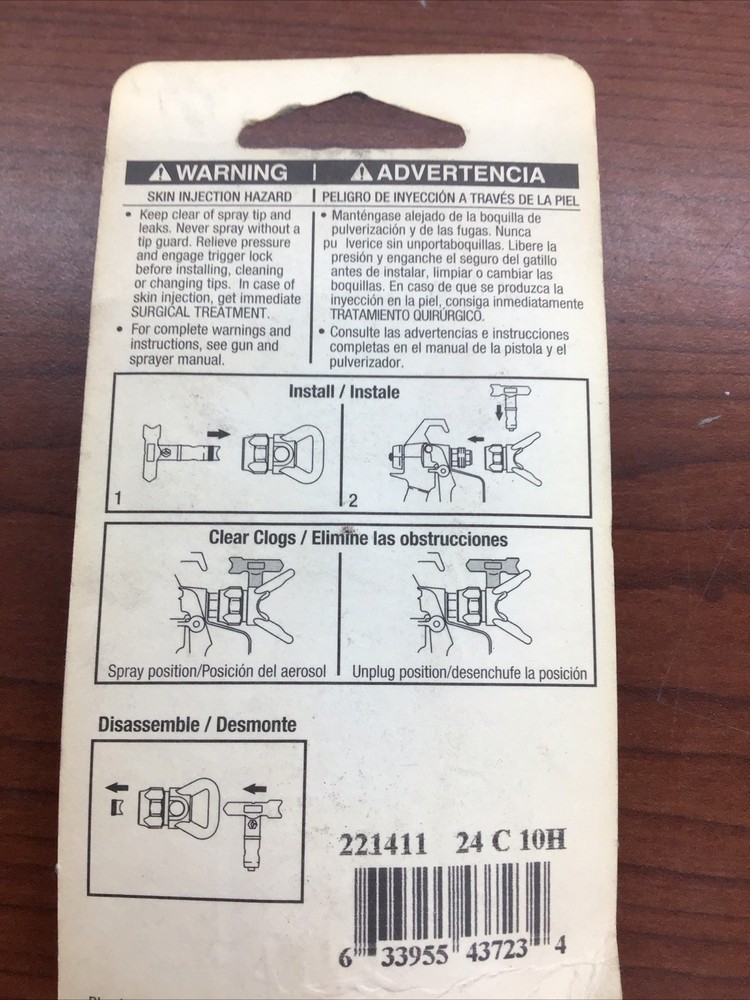 WARNING | ADVERTENCIA
SKIN INJECTION HAZARD
• Keep clear of spray tip and
leaks. Never spray without a
tip guard. Relieve pressure
and engage trigger lock
before installing, cleaning
or changing tips. In case of
skin injection, get immediate
SURGICAL TREATMENT.
• For complete warnings and
instructions, see gun and
sprayer manual.
PELIGRO DE INYECCIÓN A TRAVÉS DE LA PIEL
• Manténgase alejado de la boquilla de
pulverización y de las fugas. Nunca
pu lverice sin unportaboquillas. Libere la
presión y enganche el seguro del gatillo
antes de instalar, limpiar o cambiar las
boquillas. En caso de que se produzca la
inyección en la piel, consiga inmediatamente
TRATAMIENTO QUIRÚRGICO.
• Consulte las advertencias e instrucciones
completas en el manual de la pistola y el
pulverizador.
Install / Instale
1
2
Clear Clogs / Elimine las obstrucciones
Spray position/Posición del aerosol
Unplug position/desenchufe la posición
Disassemble / Desmonte
221411 24 C 10H
6 33955 43723 4